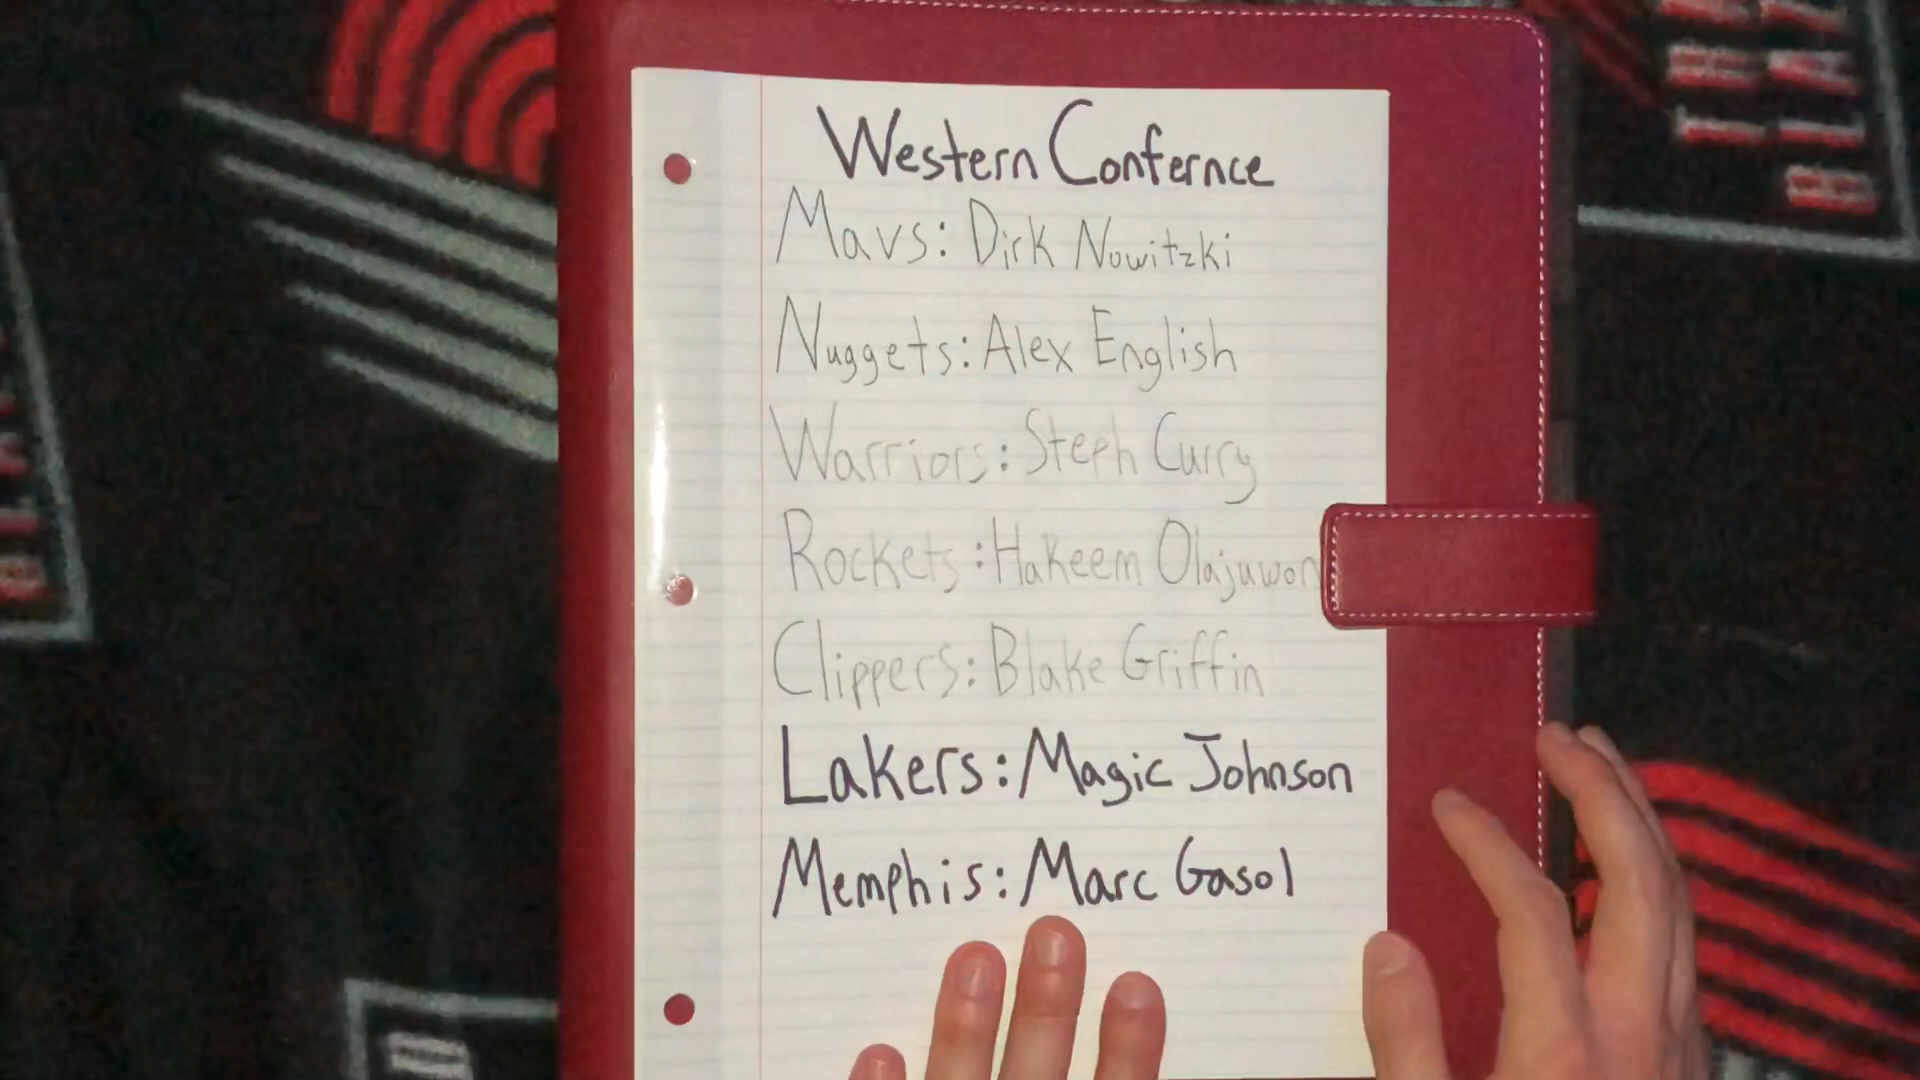 Western Confernce
Mavs: Dirk Nowitzki
Nuggets: Alex English
Warriors: Steph Curry
Rockets: Hakeem Olajuwon
Clippers: Blake Griffin
Lakers: Magic Johnson
Memphis: Marc Gasol